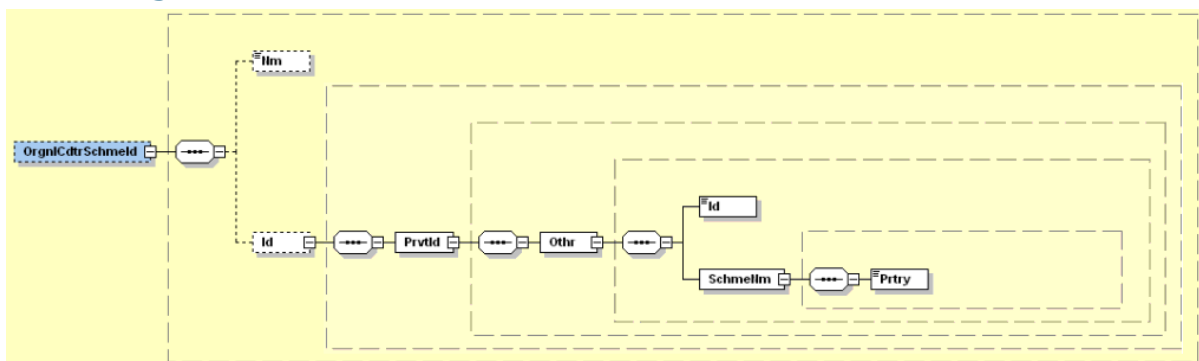 Nm
OrgnlCdtrSchmeId
Id
PrvtId
Othr
Id
SchmeNm
Prtry